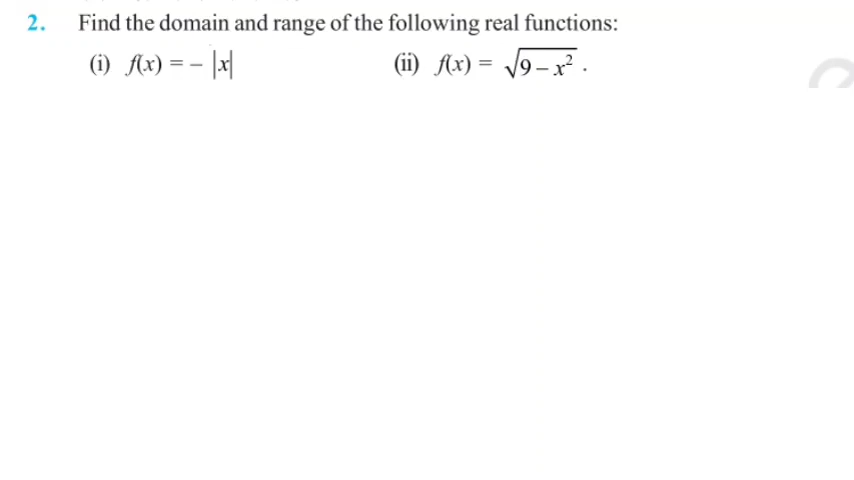 2. Find the domain and range of the following real functions:
(i) f(x) = – |x| (ii) f(x) = √(9 – x²) .